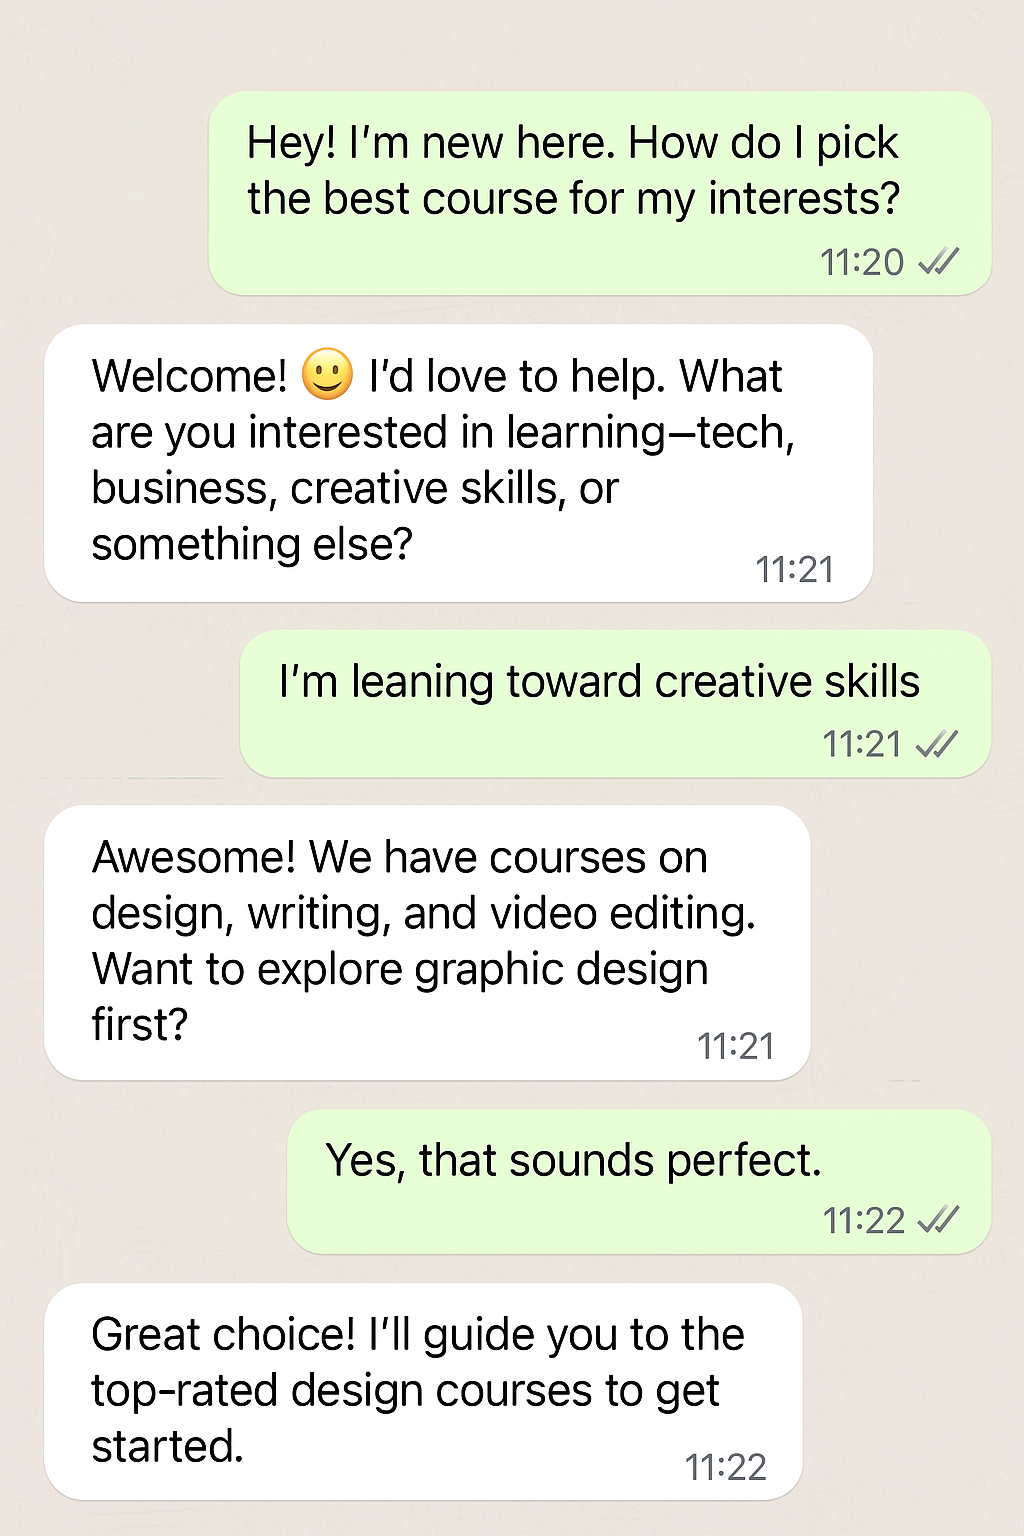 Hey! I’m new here. How do I pick
the best course for my interests?
11:20
Welcome! 🙂 I’d love to help. What
are you interested in learning–tech,
business, creative skills, or
something else?
11:21
I’m leaning toward creative skills
11:21
Awesome! We have courses on
design, writing, and video editing.
Want to explore graphic design
first?
11:21
Yes, that sounds perfect.
11:22
Great choice! I’ll guide you to the
top-rated design courses to get
started.
11:22